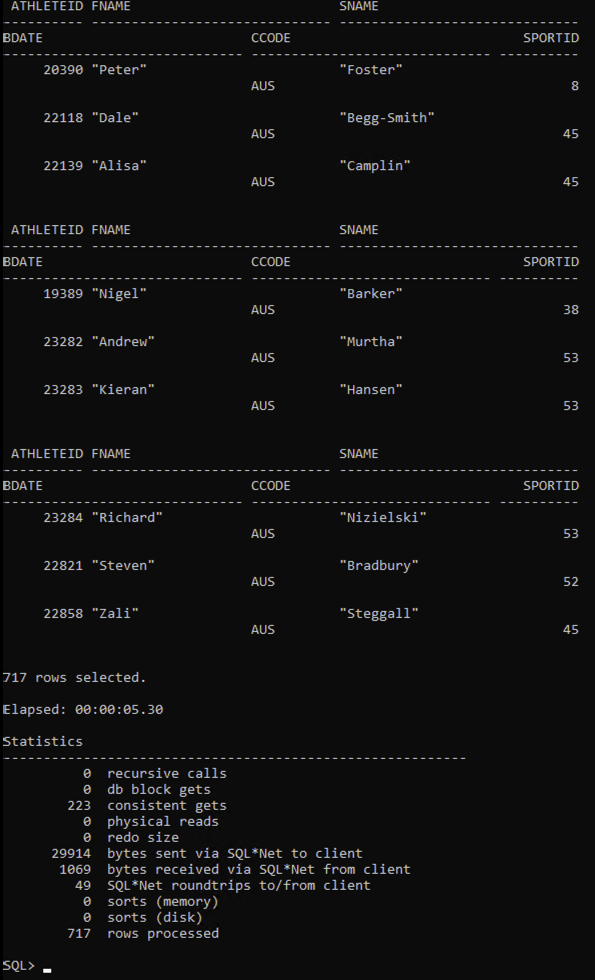 ATHLETEID FNAME                          SNAME
---------- ------------------------------ ------------------------------
BDATE                          CCODE                             SPORTID
------------------------------ ------------------------------ ----------
     20390 "Peter"                        "Foster"
                               AUS                                     8
     22118 "Dale"                         "Begg-Smith"
                               AUS                                    45
     22139 "Alisa"                        "Camplin"
                               AUS                                    45
 ATHLETEID FNAME                          SNAME
---------- ------------------------------ ------------------------------
BDATE                          CCODE                             SPORTID
------------------------------ ------------------------------ ----------
     19389 "Nigel"                        "Barker"
                               AUS                                    38
     23282 "Andrew"                       "Murtha"
                               AUS                                    53
     23283 "Kieran"                       "Hansen"
                               AUS                                    53
 ATHLETEID FNAME                          SNAME
---------- ------------------------------ ------------------------------
BDATE                          CCODE                             SPORTID
------------------------------ ------------------------------ ----------
     23284 "Richard"                      "Nizielski"
                               AUS                                    53
     22821 "Steven"                       "Bradbury"
                               AUS                                    52
     22858 "Zali"                         "Steggall"
                               AUS                                    45
717 rows selected.
Elapsed: 00:00:05.30
Statistics
----------------------------------------------------------
          0  recursive calls
          0  db block gets
        223  consistent gets
          0  physical reads
          0  redo size
      29914  bytes sent via SQL*Net to client
       1069  bytes received via SQL*Net from client
         49  SQL*Net roundtrips to/from client
          0  sorts (memory)
          0  sorts (disk)
        717  rows processed
SQL>